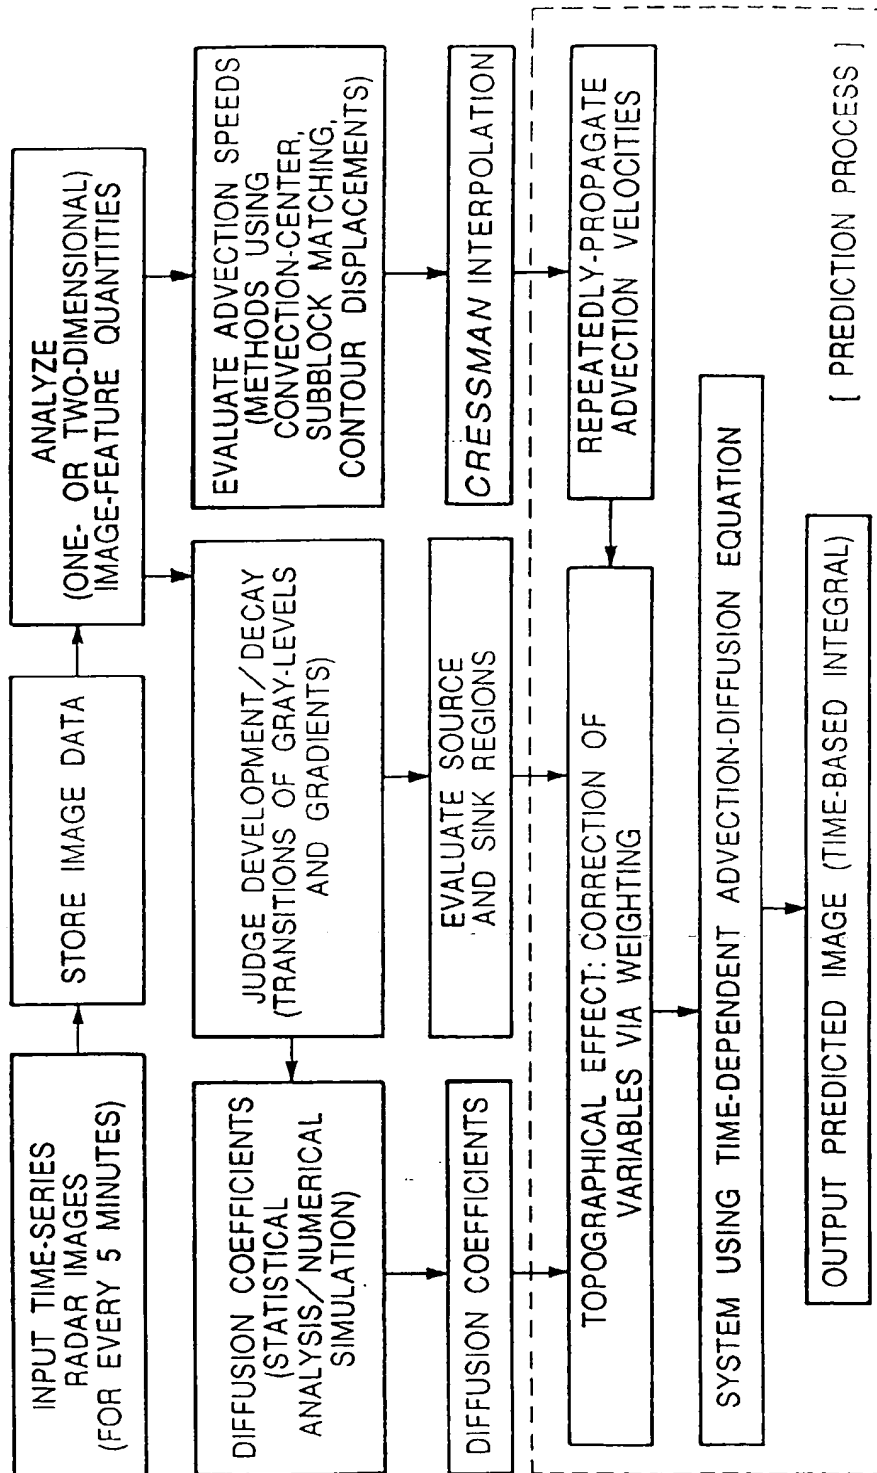 INPUT TIME-SERIES
RADAR IMAGES
(FOR EVERY 5 MINUTES)
STORE IMAGE DATA
ANALYZE
(ONE- OR TWO-DIMENSIONAL)
IMAGE-FEATURE QUANTITIES
DIFFUSION COEFFICIENTS
(STATISTICAL
ANALYSIS/NUMERICAL
SIMULATION)
JUDGE DEVELOPMENT/DECAY
(TRANSITIONS OF GRAY-LEVELS
AND GRADIENTS)
EVALUATE ADVECTION SPEEDS
(METHODS USING
CONVECTION-CENTER,
SUBBLOCK MATCHING,
CONTOUR DISPLACEMENTS)
DIFFUSION COEFFICIENTS
EVALUATE SOURCE
AND SINK REGIONS
CRESSMAN INTERPOLATION
TOPOGRAPHICAL EFFECT: CORRECTION OF
VARIABLES VIA WEIGHTING
REPEATEDLY-PROPAGATE
ADVECTION VELOCITIES
SYSTEM USING TIME-DEPENDENT ADVECTION-DIFFUSION EQUATION
OUTPUT PREDICTED IMAGE (TIME-BASED INTEGRAL)
[ PREDICTION PROCESS ]